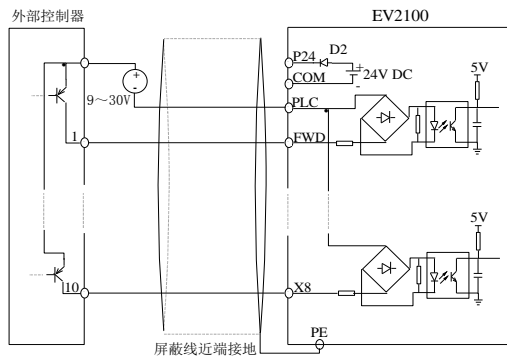 外部控制器
EV2100
P24
D2
5V
COM
24V DC
+
-
+
-
9～30V
PLC
1
FWD
5V
10
X8
PE
屏蔽线近端接地